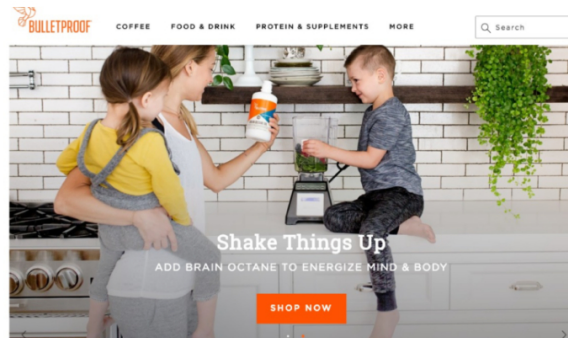 BULLETPROOF
COFFEE FOOD & DRINK PROTEIN & SUPPLEMENTS MORE
Search
Shake Things Up
ADD BRAIN OCTANE TO ENERGIZE MIND & BODY
SHOP NOW